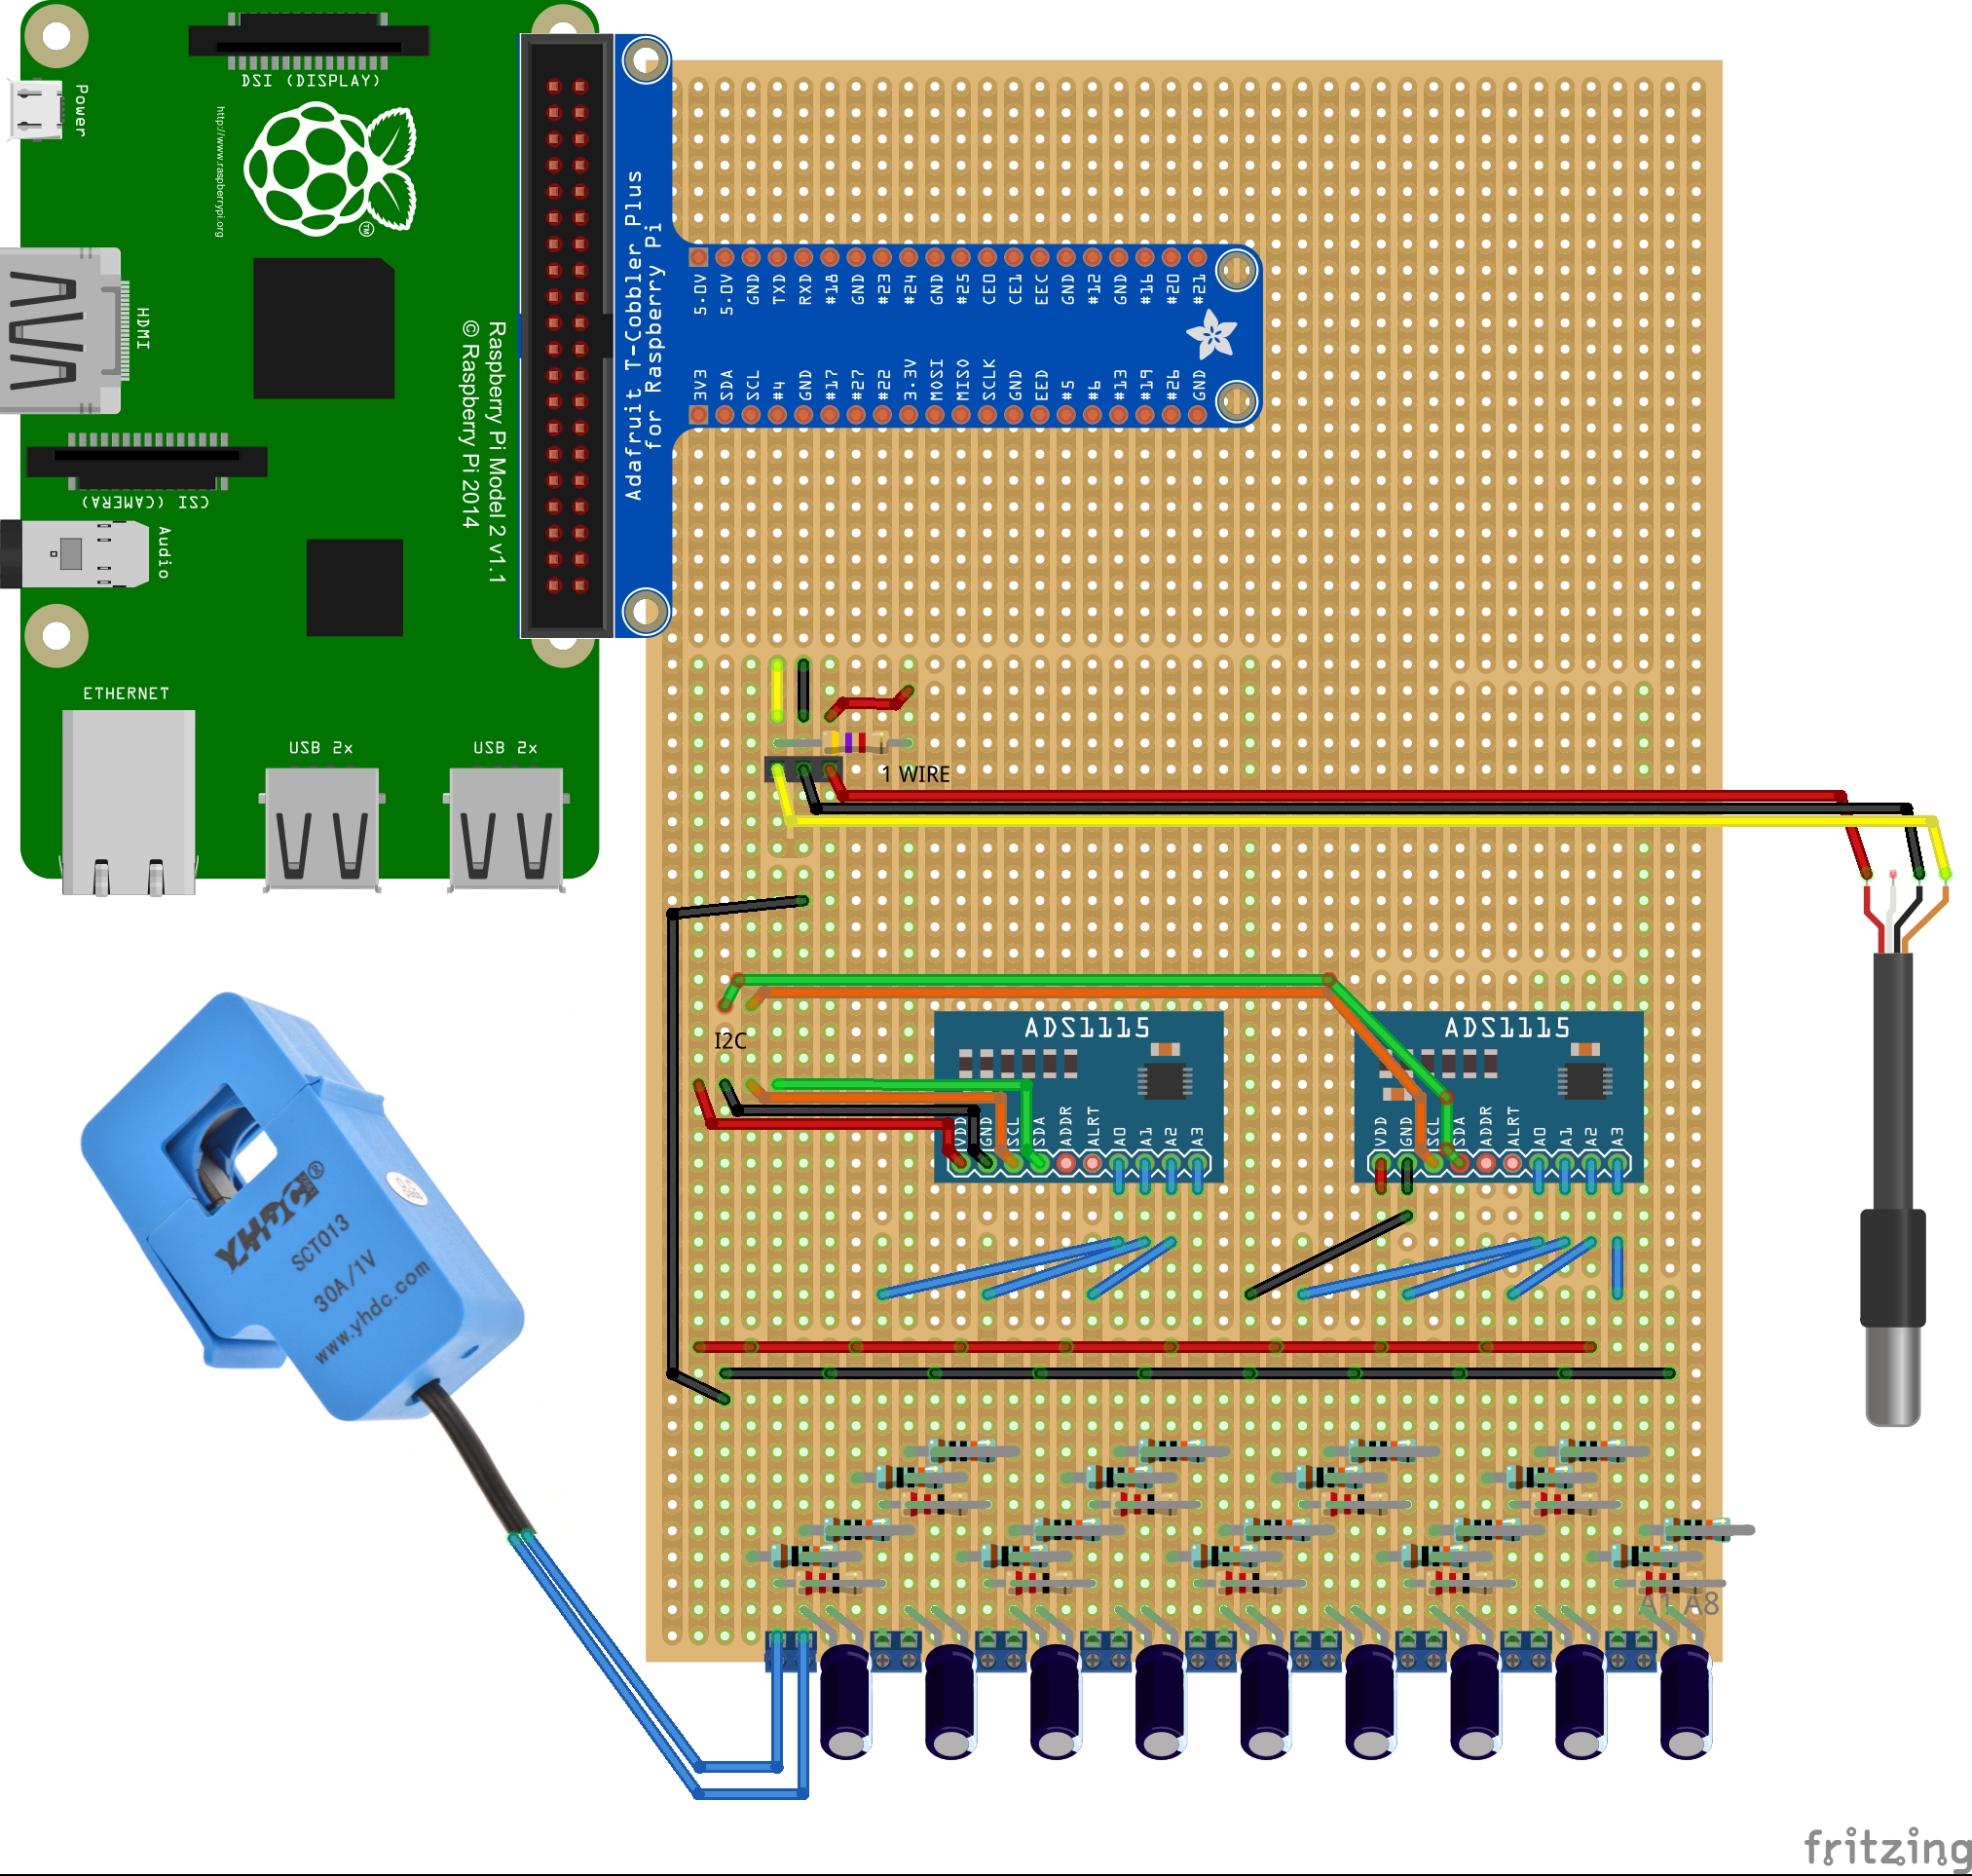 DSI (DISPLAY)
Power
http://www.raspberrypi.org
TM
HDMI
Raspberry Pi Model 2 v1.1
© Raspberry Pi 2014
CSI (CAMERA)
Audio
ETHERNET
USB 2x
USB 2x
Adafruit T-Cobbler Plus
for Raspberry Pi
5.0V 5.0V GND TXD RXD #18 GND #23 #24 GND #25 CE0 CE1 EEC GND #12 GND #16 #20 #21
3V3 SDA SCL #4 GND #17 #27 #22 3.3V MOSI MISO SCLK GND EED #5 #6 #13 #19 #26 GND
1 WIRE
I2C
ADS1115
VDD GND SCL SDA ADDR ALRT A0 A1 A2 A3
ADS1115
VDD GND SCL SDA ADDR ALRT A0 A1 A2 A3
YHDC®
SCT013
30A/1V
www.yhdc.com
A1 A8
fritzing